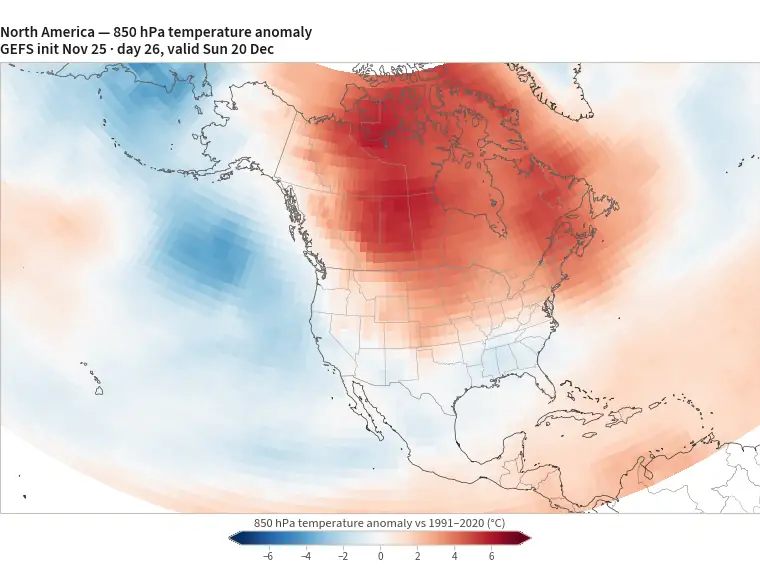 North America — 850 hPa temperature anomaly
GEFS init Nov 25 · day 26, valid Sun 20 Dec
850 hPa temperature anomaly vs 1991–2020 (°C)
−6 −4 −2 0 2 4 6